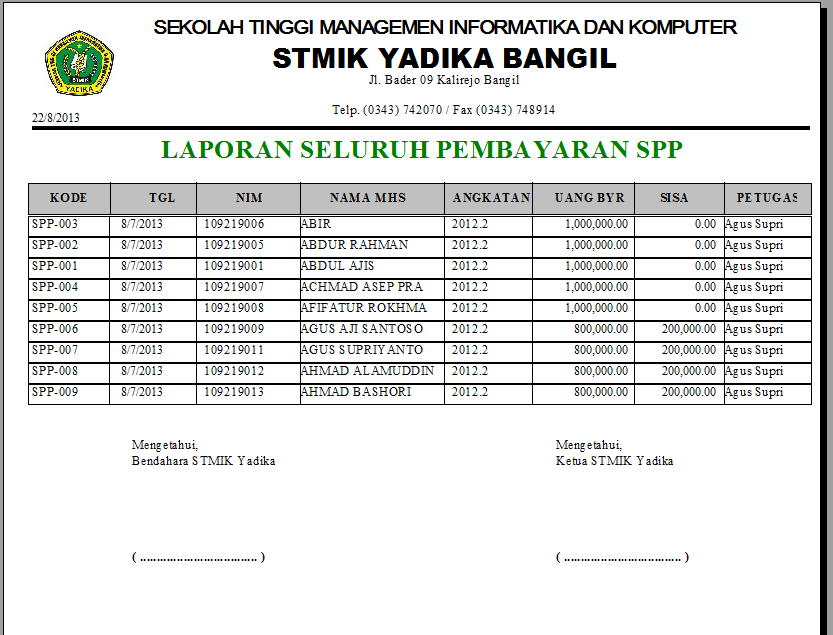 SEKOLAH TINGGI MANAGEMEN INFORMATIKA DAN KOMPUTER
STMIK YADIKA BANGIL
Jl. Bader 09 Kalirejo Bangil
Telp. (0343) 742070 / Fax (0343) 748914
STMIK
YADIKA
22/8/2013
LAPORAN SELURUH PEMBAYARAN SPP
KODE TGL NIM NAMA MHS ANGKATAN UANG BYR SISA PETUGAS
SPP-003 8/7/2013 109219006 ABIR 2012.2 1,000,000.00 0.00 Agus Supri
SPP-002 8/7/2013 109219005 ABDUR RAHMAN 2012.2 1,000,000.00 0.00 Agus Supri
SPP-001 8/7/2013 109219001 ABDUL AJIS 2012.2 1,000,000.00 0.00 Agus Supri
SPP-004 8/7/2013 109219007 ACHMAD ASEP PRA 2012.2 1,000,000.00 0.00 Agus Supri
SPP-005 8/7/2013 109219008 AFIFATUR ROKHMA 2012.2 1,000,000.00 0.00 Agus Supri
SPP-006 8/7/2013 109219009 AGUS AJI SANTOSO 2012.2 800,000.00 200,000.00 Agus Supri
SPP-007 8/7/2013 109219011 AGUS SUPRIYANTO 2012.2 800,000.00 200,000.00 Agus Supri
SPP-008 8/7/2013 109219012 AHMAD ALAMUDDIN 2012.2 800,000.00 200,000.00 Agus Supri
SPP-009 8/7/2013 109219013 AHMAD BASHORI 2012.2 800,000.00 200,000.00 Agus Supri
Mengetahui, Mengetahui,
Bendahara STMIK Yadika Ketua STMIK Yadika
( ................................... ) ( ................................... )